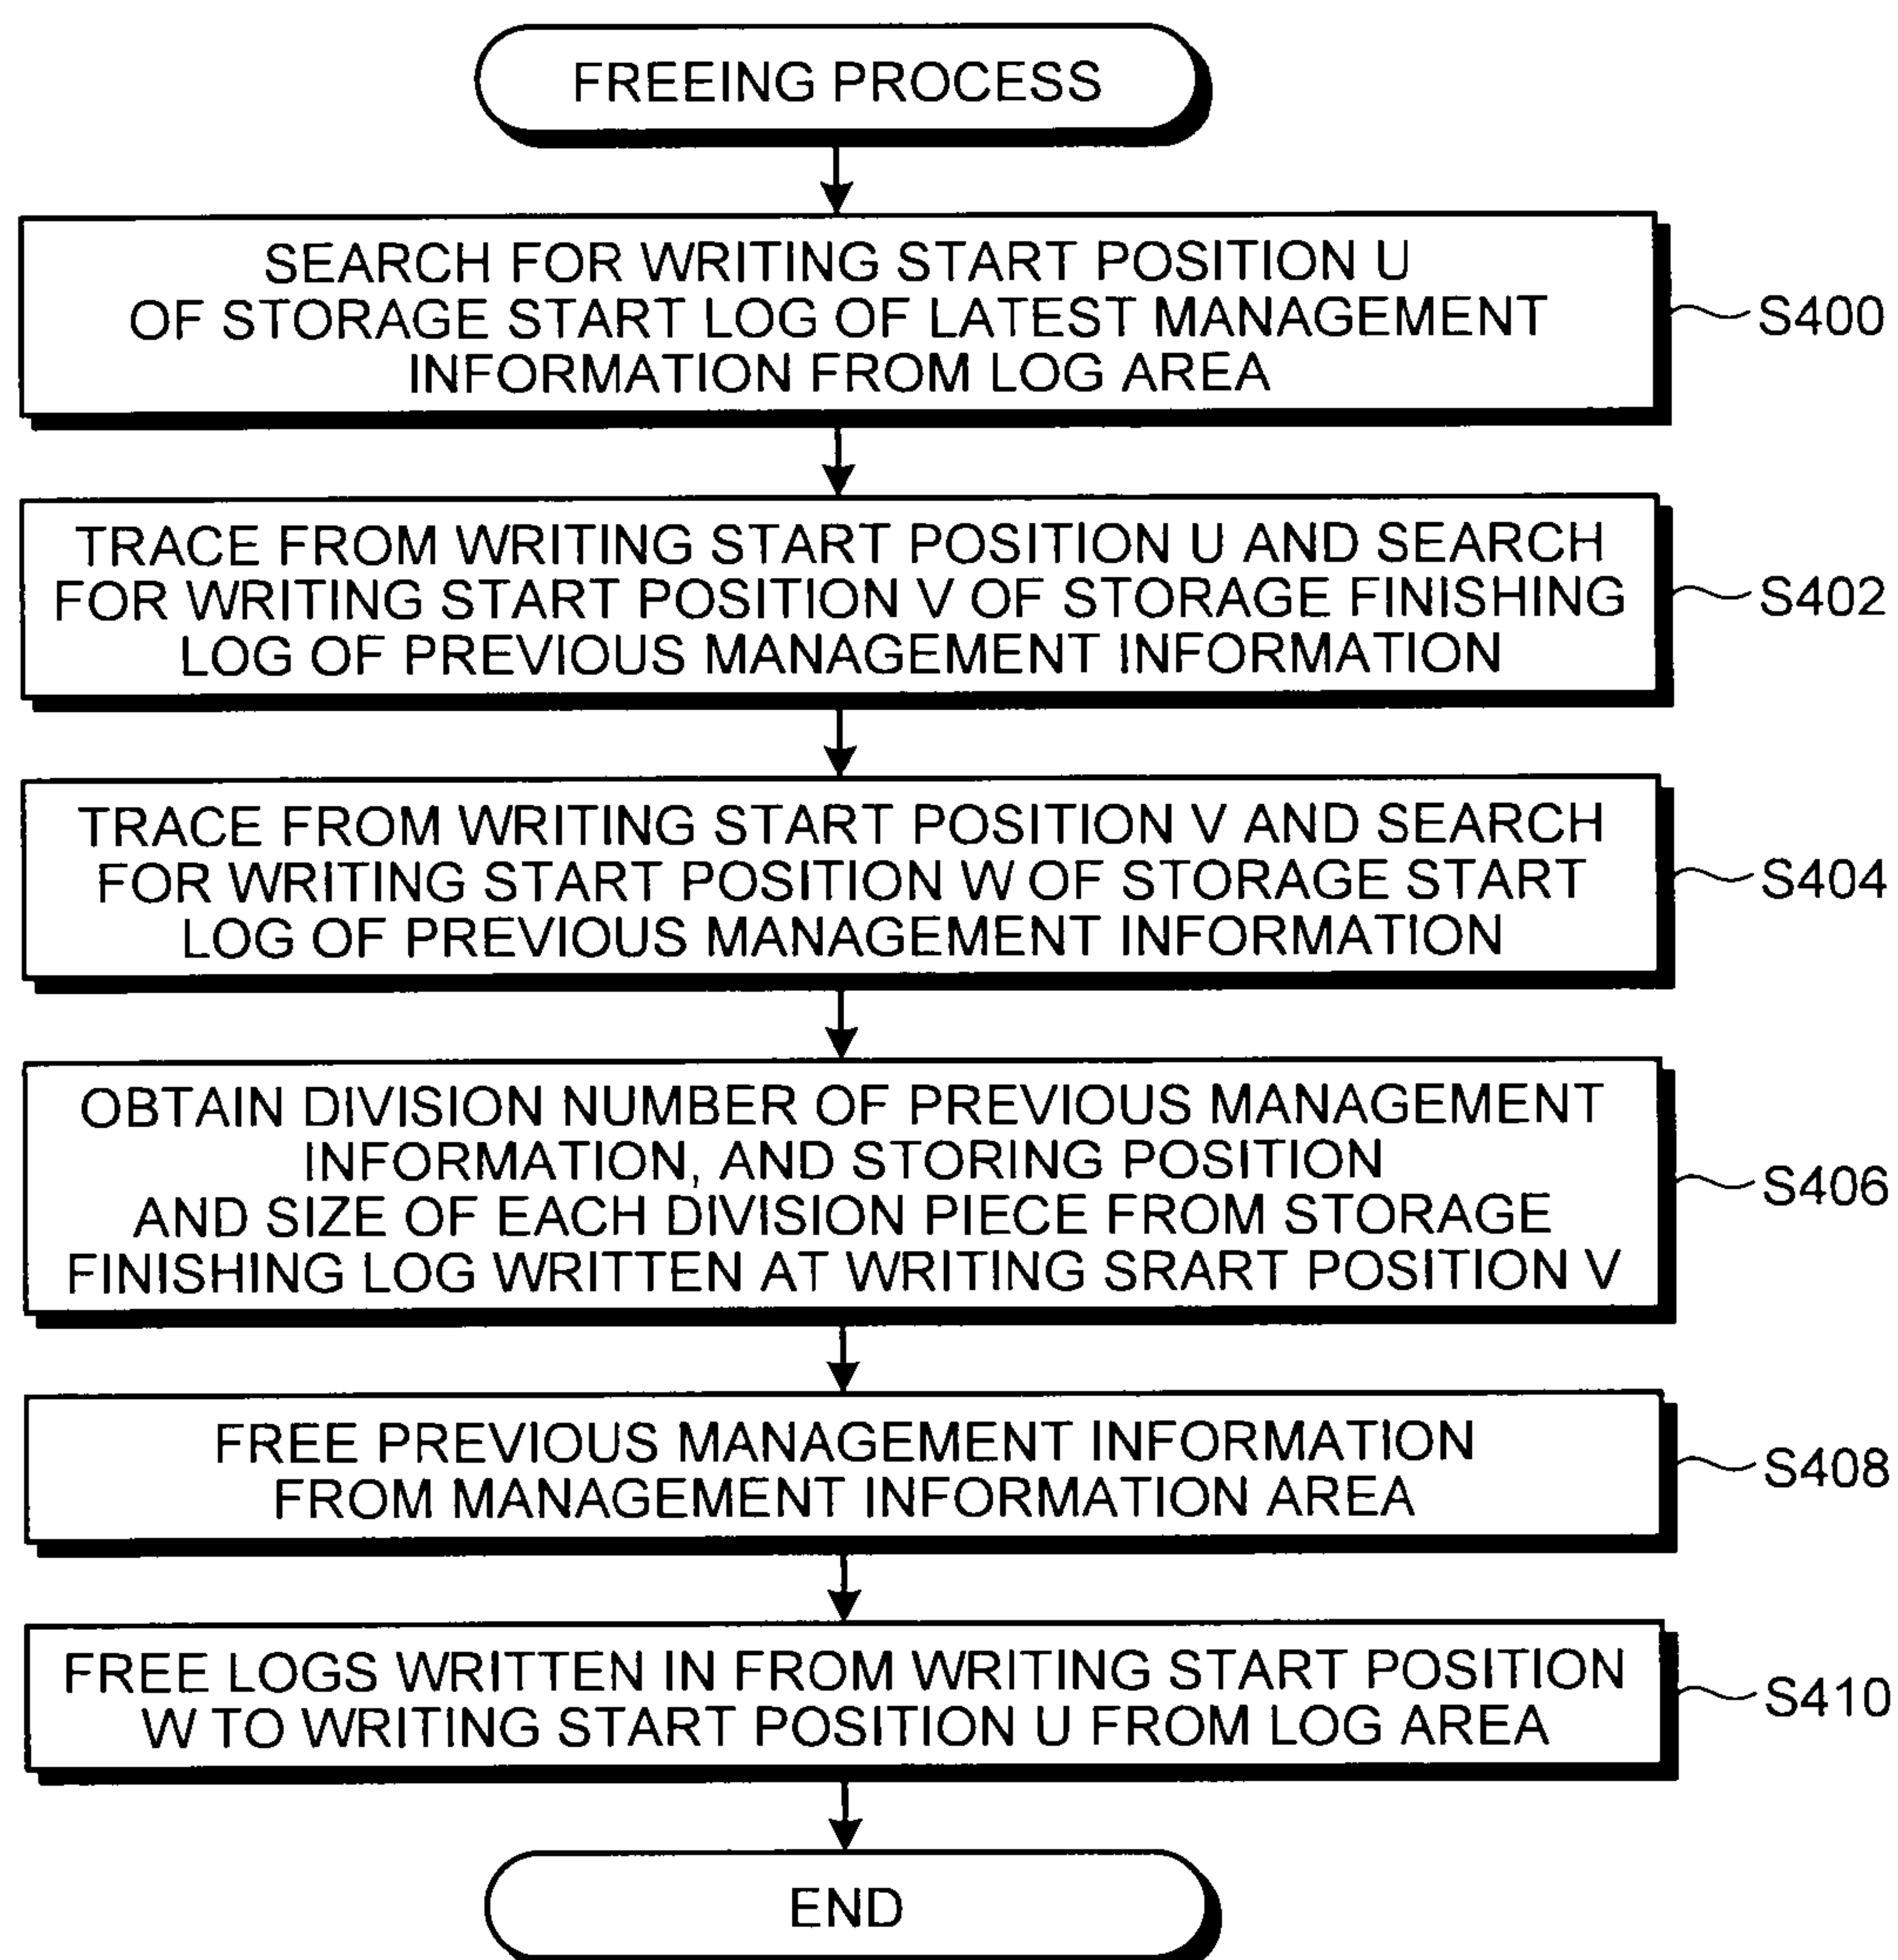 FREEING PROCESS
SEARCH FOR WRITING START POSITION U
OF STORAGE START LOG OF LATEST MANAGEMENT
INFORMATION FROM LOG AREA
S400
TRACE FROM WRITING START POSITION U AND SEARCH
FOR WRITING START POSITION V OF STORAGE FINISHING
LOG OF PREVIOUS MANAGEMENT INFORMATION
S402
TRACE FROM WRITING START POSITION V AND SEARCH
FOR WRITING START POSITION W OF STORAGE START
LOG OF PREVIOUS MANAGEMENT INFORMATION
S404
OBTAIN DIVISION NUMBER OF PREVIOUS MANAGEMENT
INFORMATION, AND STORING POSITION
AND SIZE OF EACH DIVISION PIECE FROM STORAGE
FINISHING LOG WRITTEN AT WRITING SRART POSITION V
S406
FREE PREVIOUS MANAGEMENT INFORMATION
FROM MANAGEMENT INFORMATION AREA
S408
FREE LOGS WRITTEN IN FROM WRITING START POSITION
W TO WRITING START POSITION U FROM LOG AREA
S410
END